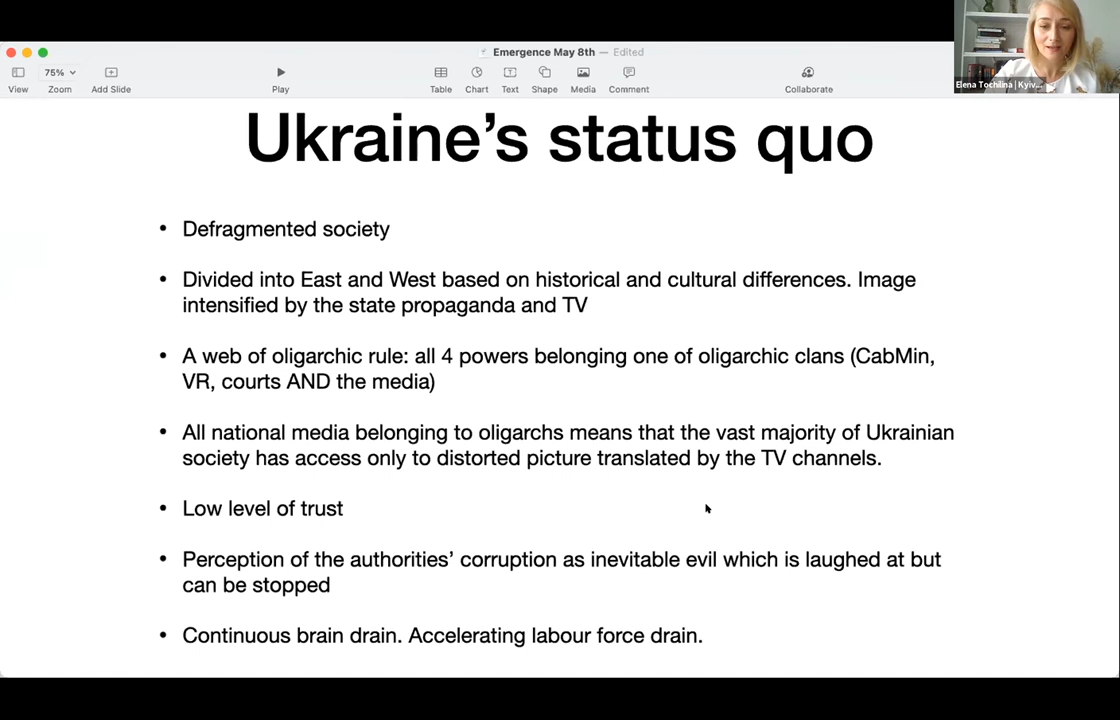 Emergence May 8th — Edited
75%
View Zoom Add Slide Play Table Chart Text Shape Media Comment Collaborate
Elena Tochilina | Kyiv...
Ukraine's status quo
• Defragmented society
• Divided into East and West based on historical and cultural differences. Image
intensified by the state propaganda and TV
• A web of oligarchic rule: all 4 powers belonging one of oligarchic clans (CabMin,
VR, courts AND the media)
• All national media belonging to oligarchs means that the vast majority of Ukrainian
society has access only to distorted picture translated by the TV channels.
• Low level of trust
• Perception of the authorities' corruption as inevitable evil which is laughed at but
can be stopped
• Continuous brain drain. Accelerating labour force drain.